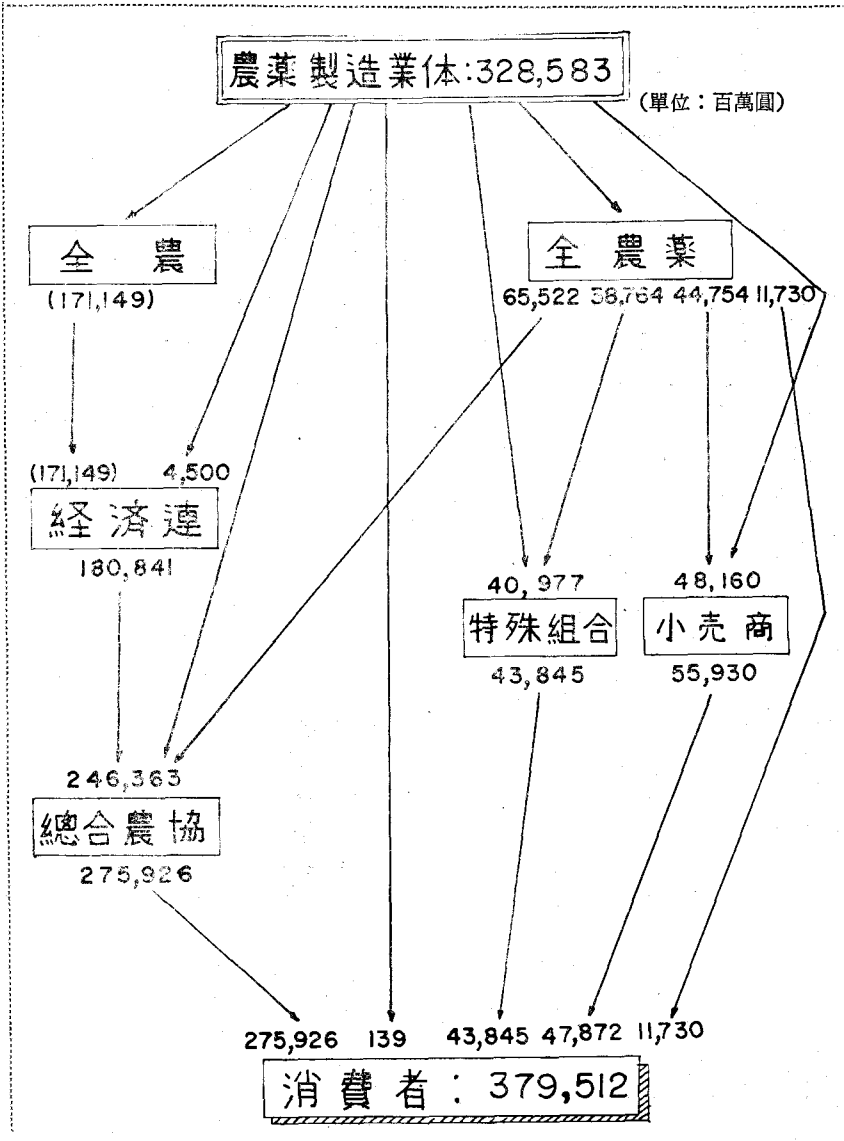 農薬製造業体:328,583
(單位：百萬圓)
全農
(171,149)
全農薬
65,522 38,764 44,754 11,730
(171,149) 4,500
経済連
180,841
40,977
特殊組合
43,845
48,160
小売商
55,930
246,363
總合農協
275,926
275,926 139 43,845 47,872 11,730
消費者：379,512